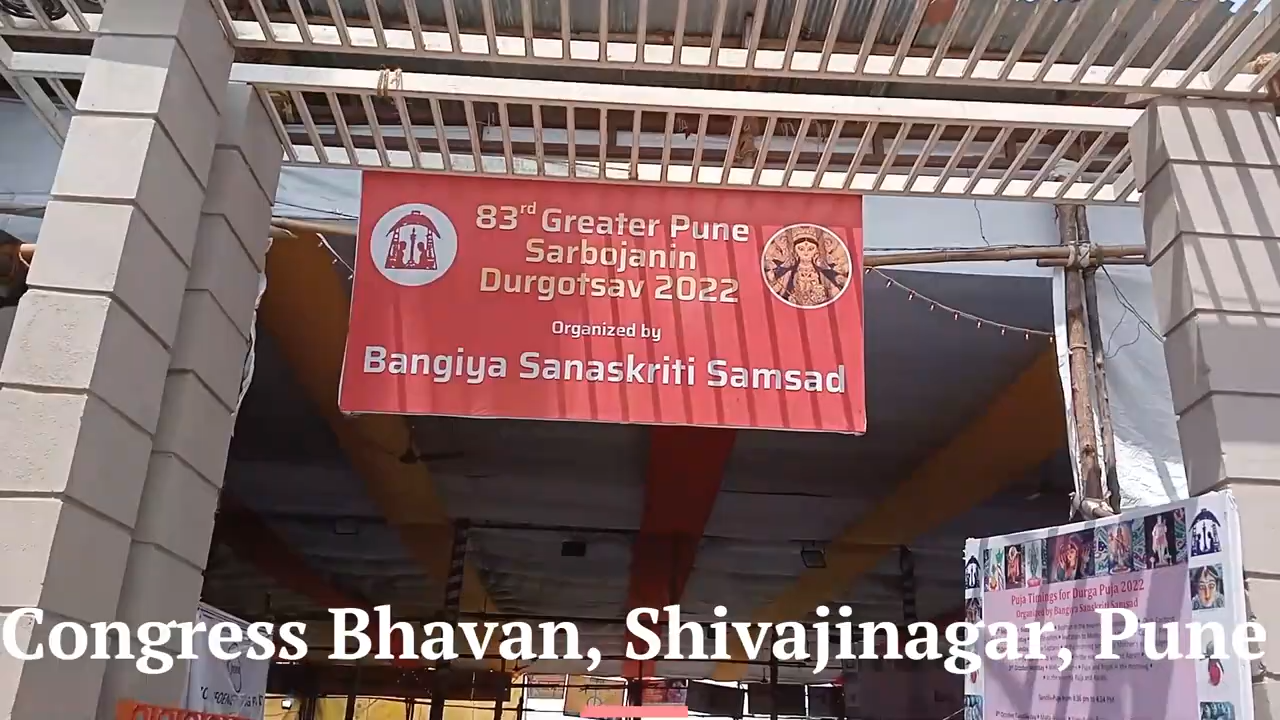 83rd Greater Pune
Sarbojanin
Durgotsav 2022
Organized by
Bangiya Sanaskriti Samsad
Puja Timings for Durga Puja 2022
Organized by Bangiya Sanskriti Samsad
Congress Bhavan, Shivajinagar, Pune